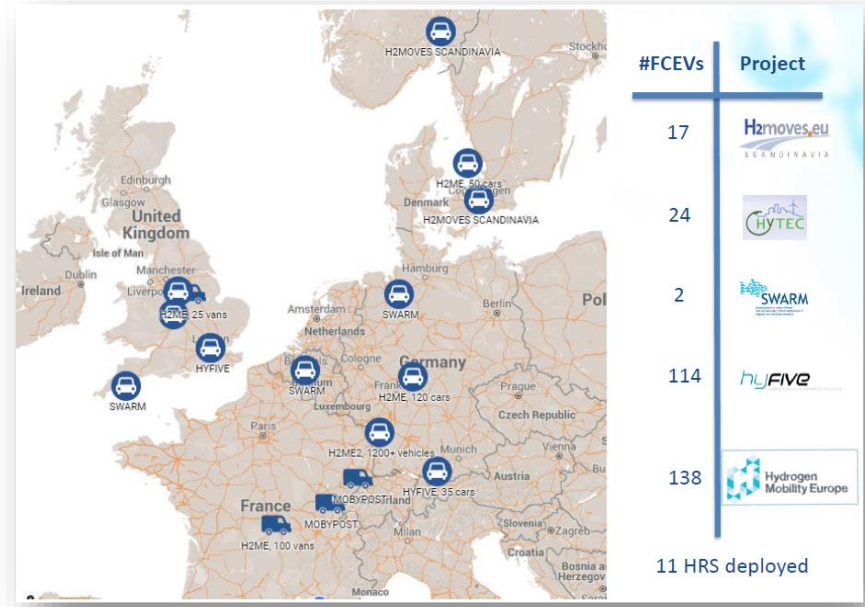 H2MOVES SCANDINAVIA
Stockh
Edinburgh
Glasgow
United
Kingdom
Isle of Man
Dublin
Ireland
Manchester
Liverpo
H2ME, 25 vans
HYFIVE
SWARM
H2ME, 50 cars
Denmark
H2MOVES SCANDINAVIA
Hamburg
SWARM
Berlin
Pol
Amsterdam
Netherlands
SWARM
Cologne
Germany
H2ME, 120 cars
Luxembourg
Prague
Czech Republic
Paris
H2ME2, 1200+ vehicles
Munich
Vienna
Austria
HYFIVE, 35 cars
MOBYPOST
MOBYPOST
France
H2ME, 100 vans
Milan
Slovenia
Zagreb
Croatia
Bosnia a
Herzegov
Monaco
#FCEVs Project
17 H2moves.eu
SCANDINAVIA
24 HYTEC
2 SWARM
114 hyFIVE
138 Hydrogen
Mobility Europe
11 HRS deployed